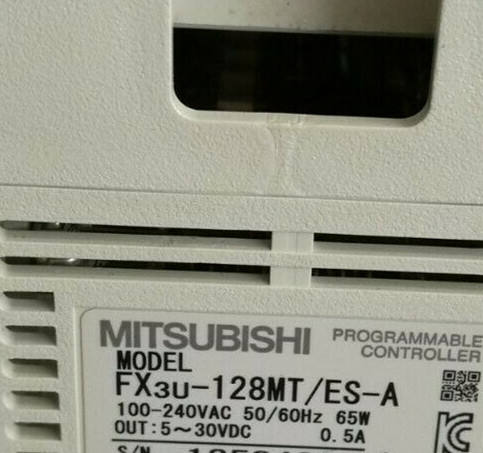 MITSUBISHI PROGRAMMABLE CONTROLLER
MODEL
FX3U-128MT/ES-A
100-240VAC 50/60Hz 65W
OUT:5～30VDC 0.5A
S/N